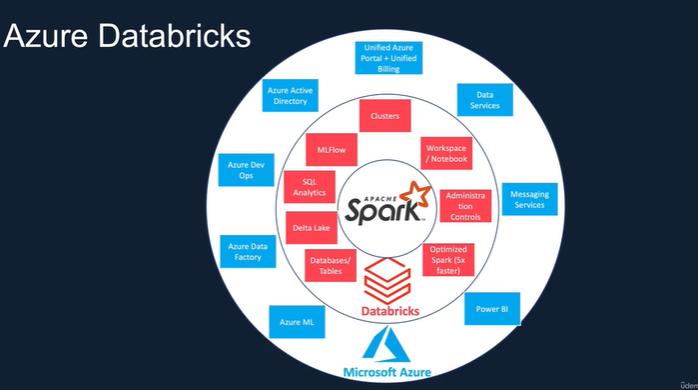 Azure Databricks
Unified Azure
Portal + Unified
Billing
Azure Active
Directory
Data
Services
Clusters
MLFlow
Workspace
/ Notebook
Azure Dev
Ops
SQL
Analytics
APACHE
Spark™
Administra
tion
Controls
Messaging
Services
Delta Lake
Azure Data
Factory
Databases/
Tables
Optimized
Spark (5x
faster)
Databricks
Azure ML
Power BI
Microsoft Azure